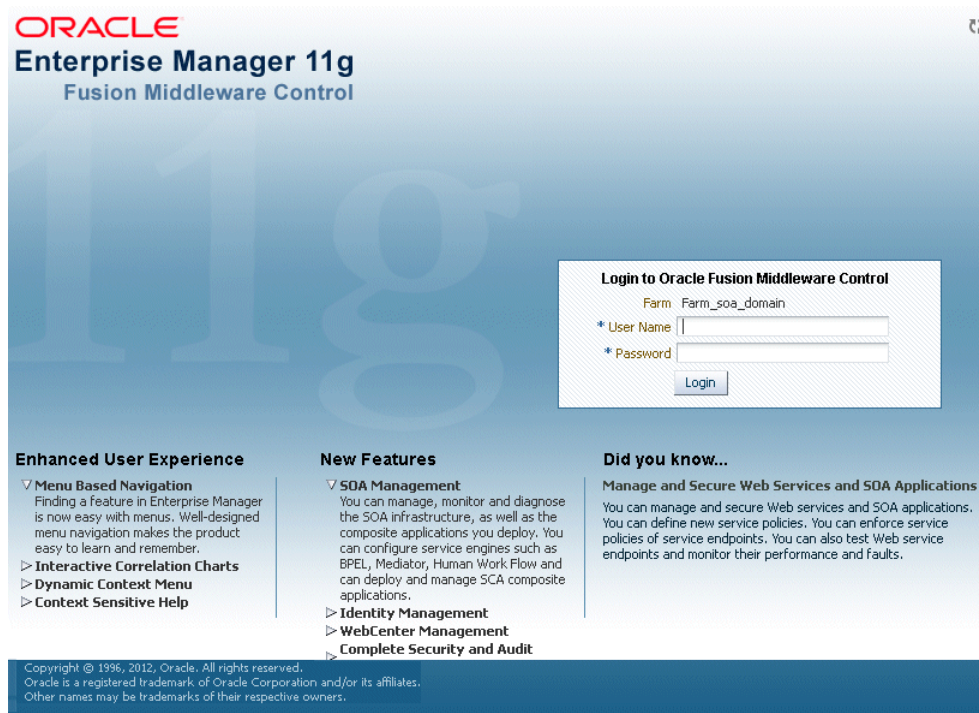 ORACLE
Enterprise Manager 11g
Fusion Middleware Control
11g
Login to Oracle Fusion Middleware Control
Farm Farm_soa_domain
* User Name
* Password
Login
Enhanced User Experience
Menu Based Navigation
Finding a feature in Enterprise Manager
is now easy with menus. Well-designed
menu navigation makes the product
easy to learn and remember.
Interactive Correlation Charts
Dynamic Context Menu
Context Sensitive Help
New Features
SOA Management
You can manage, monitor and diagnose
the SOA infrastructure, as well as the
composite applications you deploy. You
can configure service engines such as
BPEL, Mediator, Human Work Flow and
can deploy and manage SCA composite
applications.
Identity Management
WebCenter Management
Complete Security and Audit
Did you know...
Manage and Secure Web Services and SOA Applications
You can manage and secure Web services and SOA applications.
You can define new service policies. You can enforce service
policies of service endpoints. You can also test Web service
endpoints and monitor their performance and faults.
Copyright © 1996, 2012, Oracle. All rights reserved.
Oracle is a registered trademark of Oracle Corporation and/or its affiliates.
Other names may be trademarks of their respective owners.